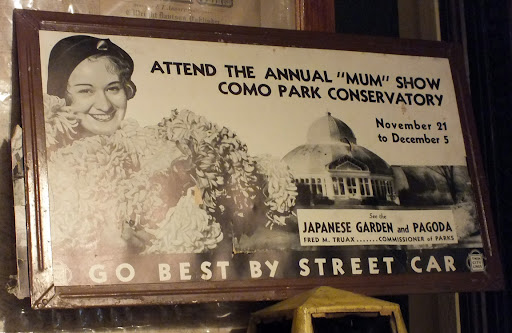 ATTEND THE ANNUAL "MUM" SHOW
COMO PARK CONSERVATORY
November 21
to December 5
See the
JAPANESE GARDEN and PAGODA
FRED M. TRUAX.......COMMISSIONER of PARKS
GO BEST BY STREET CAR